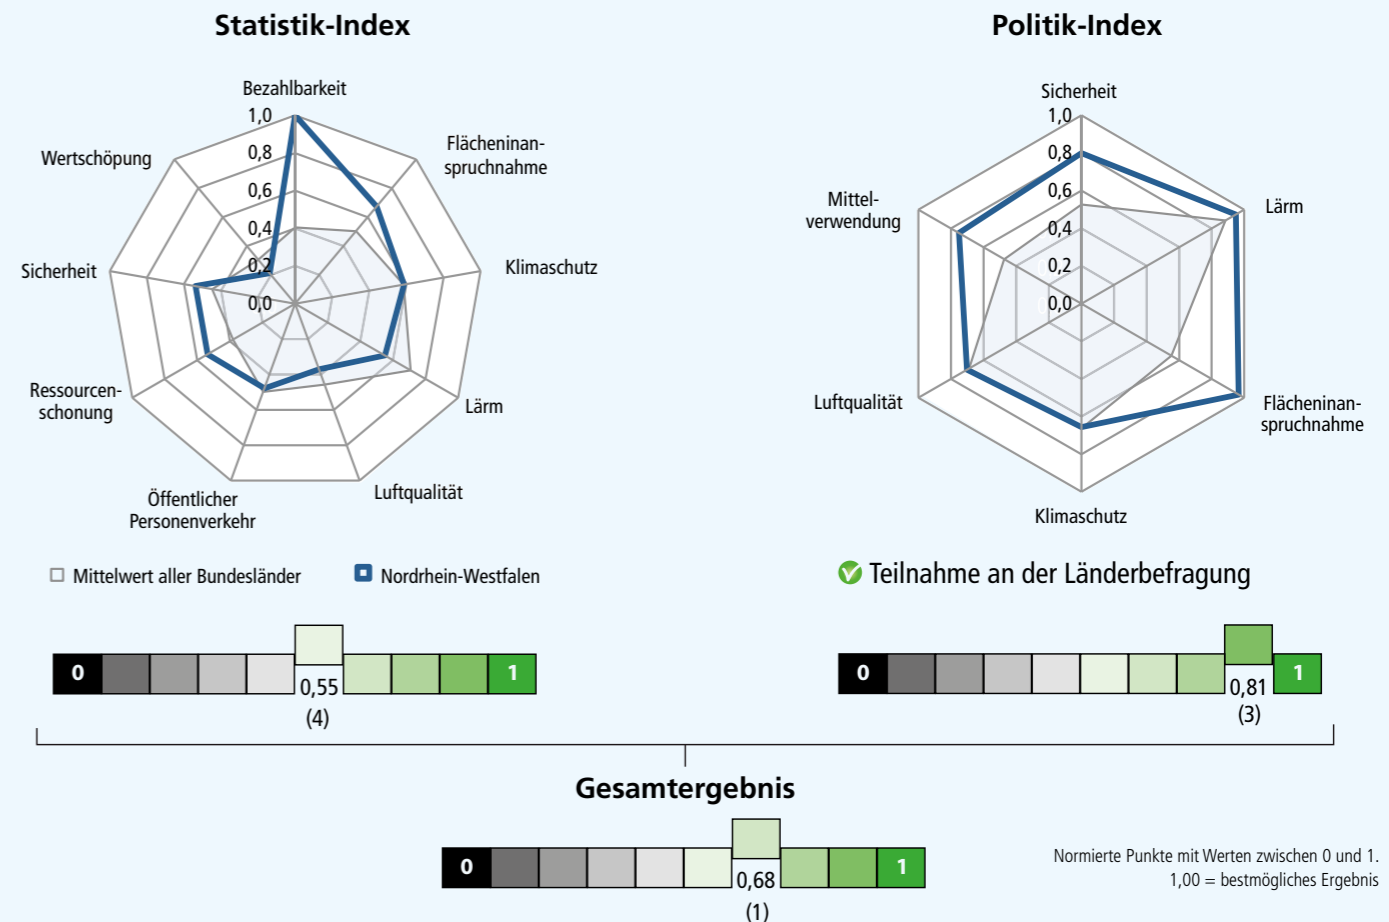 Statistik-Index
Bezahlbarkeit
1,0
0,8
0,6
0,4
0,2
0,0
Flächeninan-
spruchnahme
Klimaschutz
Lärm
Luftqualität
Öffentlicher
Personenverkehr
Ressourcen-
schonung
Sicherheit
Wertschöpung
Mittelwert aller Bundesländer
Nordrhein-Westfalen
0
1
0,55
(4)
Politik-Index
Sicherheit
1,0
0,8
0,6
0,4
0,2
0,0
Lärm
Flächeninan-
spruchnahme
Klimaschutz
Luftqualität
Mittel-
verwendung
Teilnahme an der Länderbefragung
0
1
0,81
(3)
Gesamtergebnis
0
1
0,68
(1)
Normierte Punkte mit Werten zwischen 0 und 1.
1,00 = bestmögliches Ergebnis